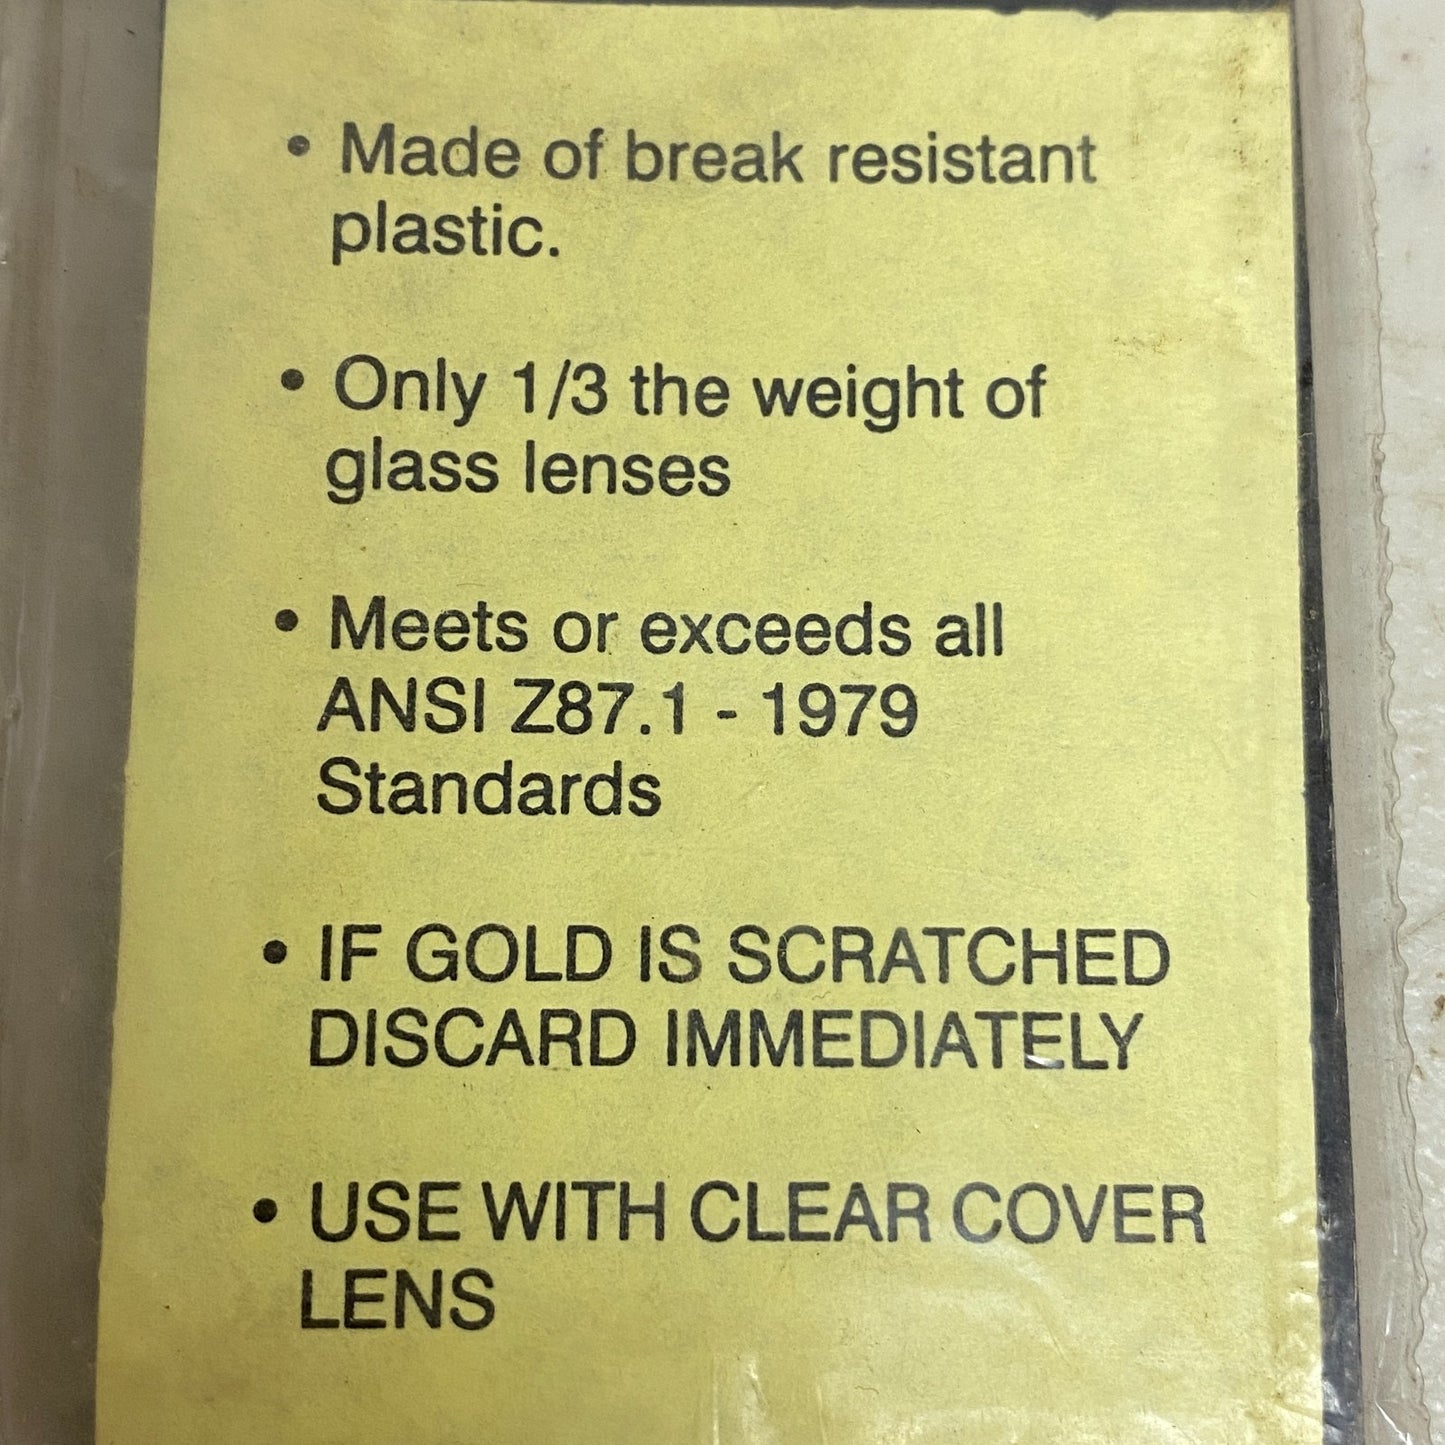 • Made of break resistant
plastic.
• Only 1/3 the weight of
glass lenses
• Meets or exceeds all
ANSI Z87.1 - 1979
Standards
• IF GOLD IS SCRATCHED
DISCARD IMMEDIATELY
• USE WITH CLEAR COVER
LENS